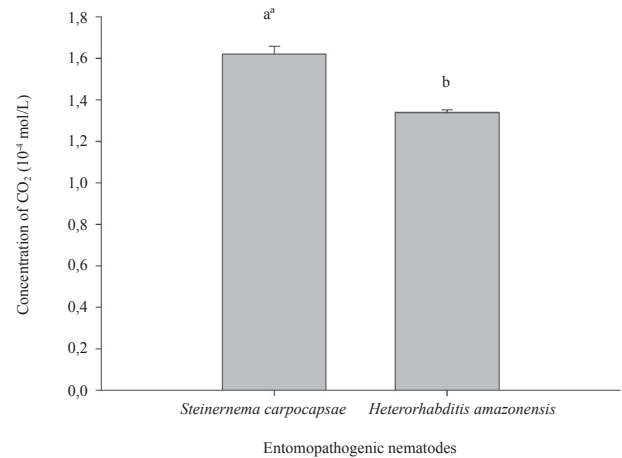 Concentration of CO₂ (10⁻⁴ mol/L)
1,8
1,6
1,4
1,2
1,0
0,8
0,6
0,4
0,2
0,0
aᵃ
b
Steinernema carpocapsae
Heterorhabditis amazonensis
Entomopathogenic nematodes